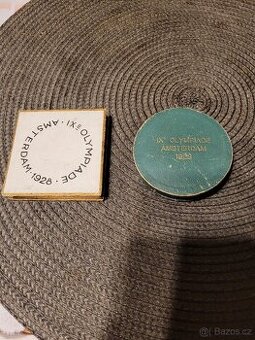 IXE OLYMPIADE · AMSTERDAM 1928 ·
IXE OLYMPIADE
AMSTERDAM
1928
Bazos.cz